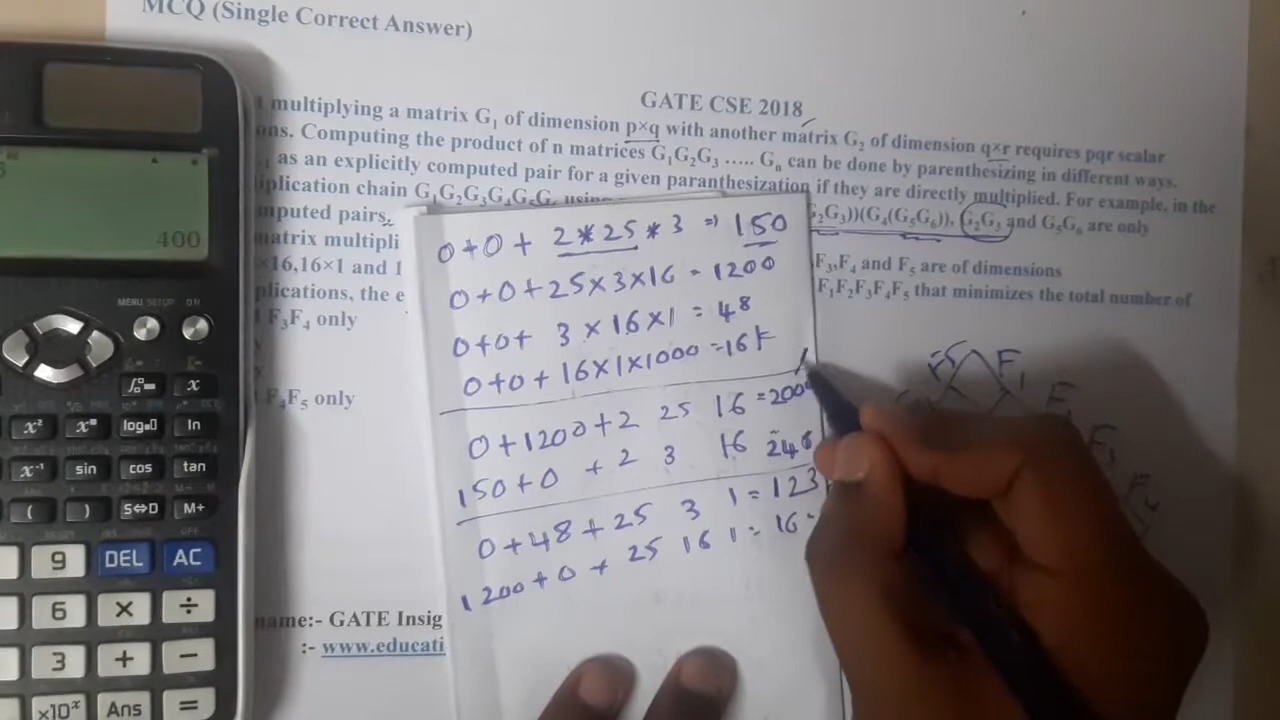 MCQ (Single Correct Answer)
GATE CSE 2018
multiplying a matrix G₁ of dimension p×q with another matrix G₂ of dimension q×r requires pqr scalar
ons. Computing the product of n matrices G₁G₂G₃ ..... Gₙ can be done by parenthesizing in different ways.
as an explicitly computed pair for a given paranthesization if they are directly multiplied. For example, in the
iplication chain G₁G₂G₃G₄G₅G₆ using
G₂G₃))(G₄(G₅G₆)), G₂G₃ and G₅G₆ are only
mputed pairs.
matrix multipli
F₃,F₄ and F₅ are of dimensions
×16,16×1 and 1
plications, the e
F₁F₂F₃F₄F₅ that minimizes the total number of
F₃F₄ only
F₄F₅ only
name:- GATE Insig
:- www.educati
0+0+ 2*25*3 ⇒ 150
0+0+25×3×16 = 1200
0+0+ 3×16×1 = 48
0+0+16×1×1000 =16k
0+1200+2 25 16 =2000
150+0 +2 3 16 246
0+48+25 3 1 = 123
1200+0+ 25 16 1 = 16
F5 F1
400
MENU SETUP ON
x
x² log ln
x⁻¹ sin cos tan
( ) S⇔D M+
9 DEL AC
6 × ÷
3 + −
×10ˣ Ans =